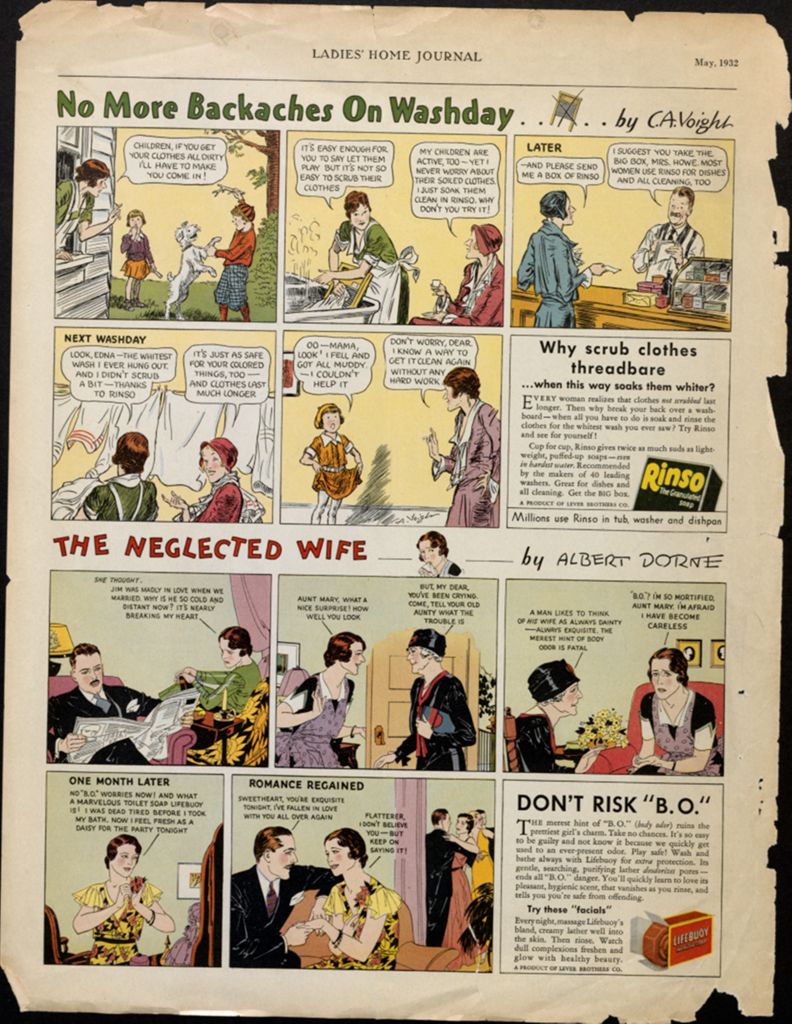 LADIES' HOME JOURNAL
May, 1932
No More Backaches On Washday . . . . by C.A. Voight
CHILDREN, IF YOU GET
YOUR CLOTHES ALL DIRTY
I'LL HAVE TO MAKE
YOU COME IN!
IT'S EASY ENOUGH FOR
YOU TO SAY LET THEM
PLAY BUT IT'S NOT SO
EASY TO SCRUB THEIR
CLOTHES
MY CHILDREN ARE
ACTIVE, TOO — YET I
NEVER WORRY ABOUT
THEIR SOILED CLOTHES.
I JUST SOAK THEM
CLEAN IN RINSO. WHY
DON'T YOU TRY IT!
LATER
—AND PLEASE SEND
ME A BOX OF RINSO
I SUGGEST YOU TAKE THE
BIG BOX, MRS. HOWE. MOST
WOMEN USE RINSO FOR DISHES
AND ALL CLEANING, TOO
NEXT WASHDAY
LOOK, EDNA—THE WHITEST
WASH I EVER HUNG OUT.
AND I DIDN'T SCRUB
A BIT—THANKS
TO RINSO
IT'S JUST AS SAFE
FOR YOUR COLORED
THINGS, TOO —
AND CLOTHES LAST
MUCH LONGER
OO—MAMA,
LOOK! I FELL AND
GOT ALL MUDDY.
—I COULDN'T
HELP IT
DON'T WORRY, DEAR.
I KNOW A WAY TO
GET IT CLEAN AGAIN
WITHOUT ANY
HARD WORK
C.A. Voight
Why scrub clothes
threadbare
...when this way soaks them whiter?
EVERY woman realizes that clothes not scrubbed last
longer. Then why break your back over a wash-
board—when all you have to do is soak and rinse the
clothes for the whitest wash you ever saw? Try Rinso
and see for yourself!
Cup for cup, Rinso gives twice as much suds as light-
weight, puffed-up soaps—even
in hardest water. Recommended
by the makers of 40 leading
washers. Great for dishes and
all cleaning. Get the BIG box.
A PRODUCT OF LEVER BROTHERS CO.
Rinso
The Granulated
Soap
Millions use Rinso in tub, washer and dishpan
THE NEGLECTED WIFE — by ALBERT DORNE
SHE THOUGHT:
JIM WAS MADLY IN LOVE WHEN WE
MARRIED. WHY IS HE SO COLD AND
DISTANT NOW? IT'S NEARLY
BREAKING MY HEART
AUNT MARY, WHAT A
NICE SURPRISE! HOW
WELL YOU LOOK
BUT, MY DEAR,
YOU'VE BEEN CRYING.
COME, TELL YOUR OLD
AUNTY WHAT THE
TROUBLE IS
A MAN LIKES TO THINK
OF HIS WIFE AS ALWAYS DAINTY
—ALWAYS EXQUISITE. THE
MEREST HINT OF BODY
ODOR IS FATAL
"B.O."? I'M SO MORTIFIED,
AUNT MARY. I'M AFRAID
I HAVE BECOME
CARELESS
ONE MONTH LATER
NO "B.O." WORRIES NOW! AND WHAT
A MARVELOUS TOILET SOAP LIFEBUOY
IS! I WAS DEAD TIRED BEFORE I TOOK
MY BATH. NOW I FEEL FRESH AS A
DAISY FOR THE PARTY TONIGHT
ROMANCE REGAINED
SWEETHEART, YOU'RE EXQUISITE
TONIGHT. I'VE FALLEN IN LOVE
WITH YOU ALL OVER AGAIN
FLATTERER,
I DON'T BELIEVE
YOU—BUT
KEEP ON
SAYING IT!
DON'T RISK "B.O."
THE merest hint of "B.O." (body odor) ruins the
prettiest girl's charm. Take no chances. It's so easy
to be guilty and not know it because we quickly get
used to an ever-present odor. Play safe! Wash and
bathe always with Lifebuoy for extra protection. Its
gentle, searching, purifying lather deodorizes pores—
ends all "B.O." danger. You'll quickly learn to love its
pleasant, hygienic scent, that vanishes as you rinse, and
tells you you're safe from offending.
Try these "facials"
Every night, massage Lifebuoy's
bland, creamy lather well into
the skin. Then rinse. Watch
dull complexions freshen and
glow with healthy beauty.
A PRODUCT OF LEVER BROTHERS CO.
LIFEBUOY